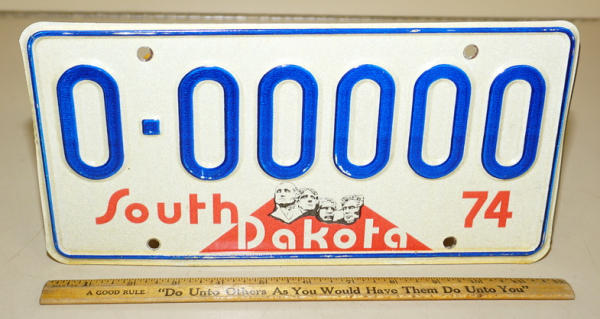 0-00000
South Dakota 74
A GOOD RULE "Do Unto Others As You Would Have Them Do Unto You"